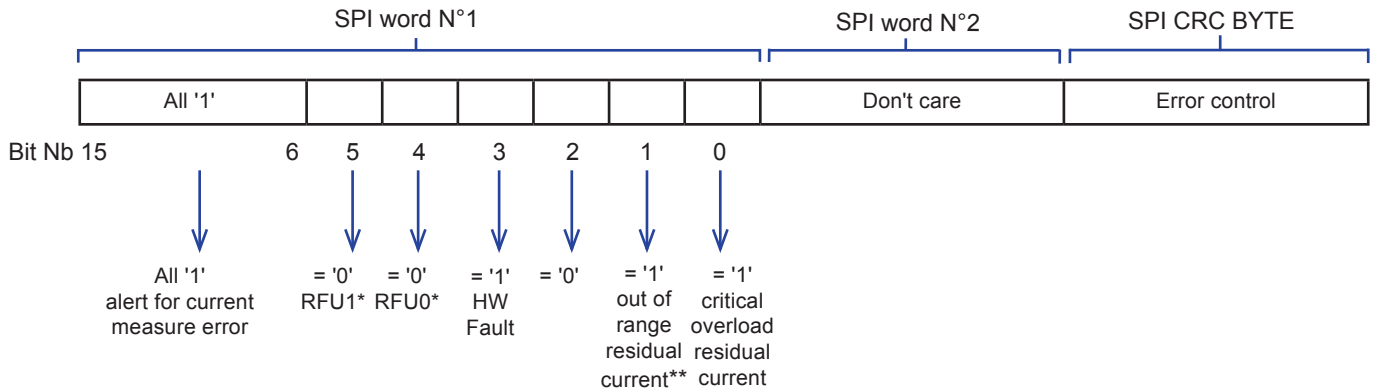 SPI word N°1
SPI word N°2
SPI CRC BYTE
All '1'
Don't care
Error control
Bit Nb 15 6 5 4 3 2 1 0
All '1'
alert for current
measure error
= '0'
RFU1*
= '0'
RFU0*
= '1'
HW
Fault
= '0'
= '1'
out of
range
residual
current**
= '1'
critical
overload
residual
current